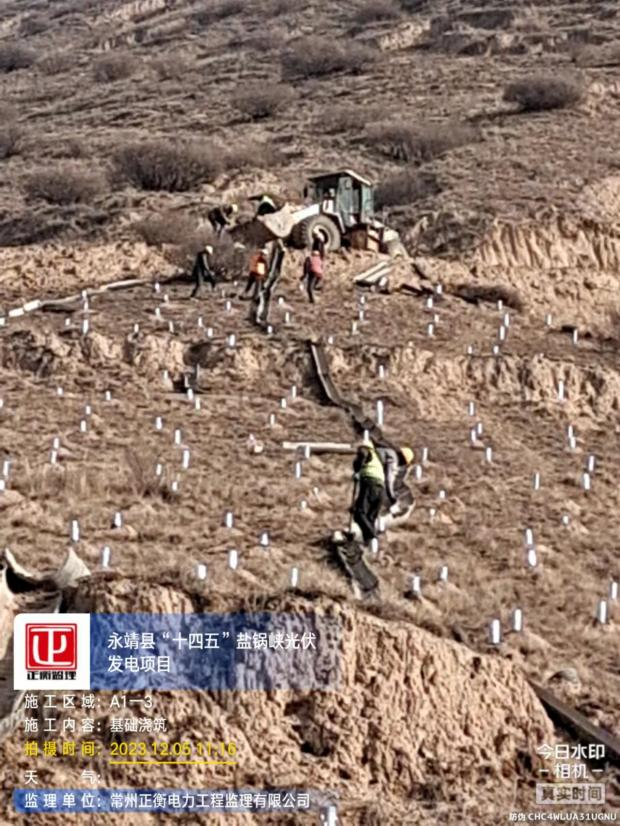 正衡监理
永靖县“十四五”盐锅峡光伏
发电项目
施工区域：A1—3
施工内容：基础浇筑
拍摄时间：2023.12.05 11:16
天气：
监理单位：常州正衡电力工程监理有限公司
今日水印
相机
真实时间
防伪 CHC4WLUA31UGNU